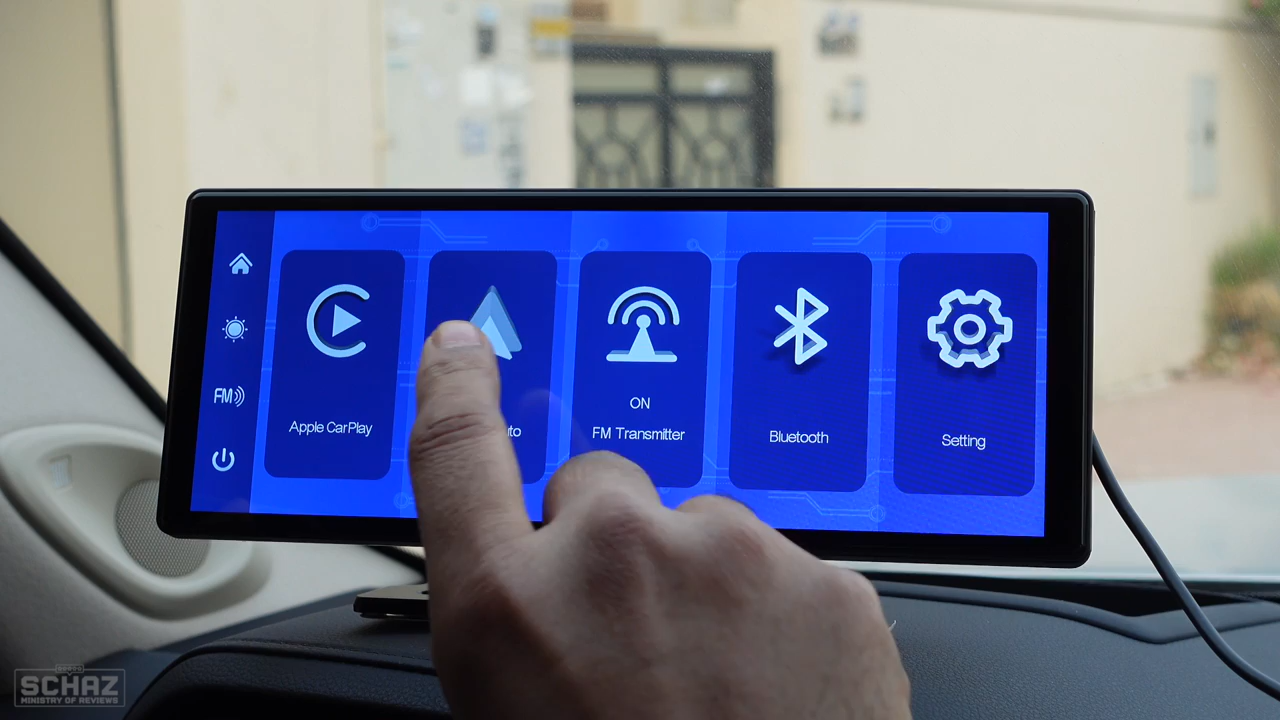 FM
Apple CarPlay
ON
FM Transmitter
Bluetooth
Setting
SCHAZ
MINISTRY OF REVIEWS